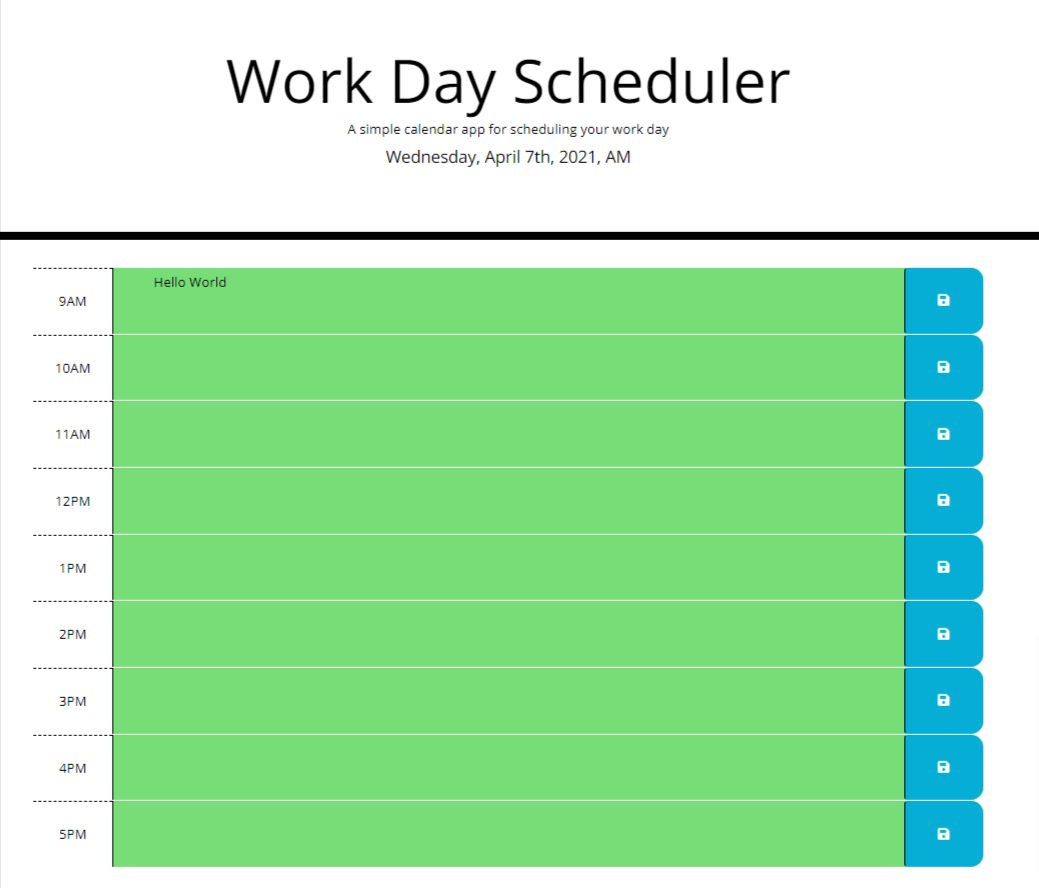 Work Day Scheduler
A simple calendar app for scheduling your work day
Wednesday, April 7th, 2021, AM
9AM
Hello World
10AM
11AM
12PM
1PM
2PM
3PM
4PM
5PM